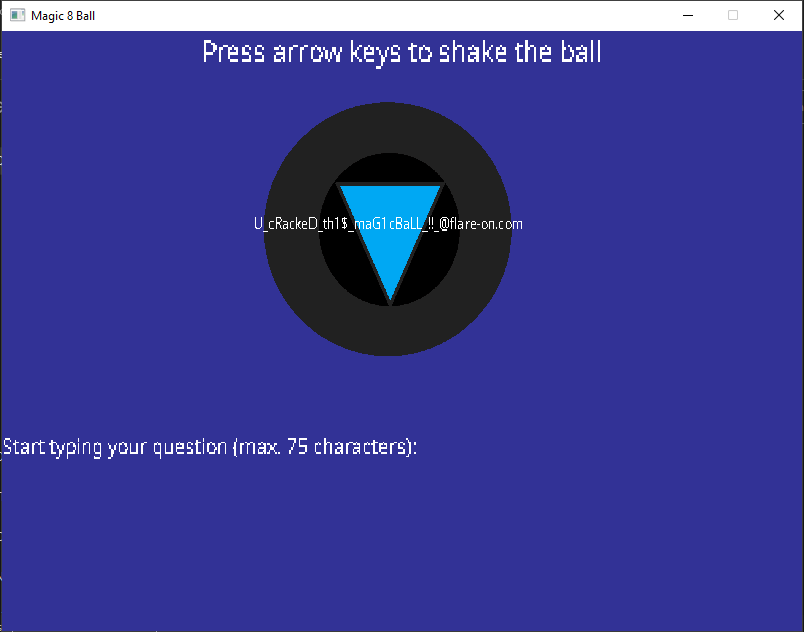 Magic 8 Ball
Press arrow keys to shake the ball
U_cRackeD_th1$_maG1cBaLL_!!_@flare-on.com
Start typing your question (max. 75 characters):